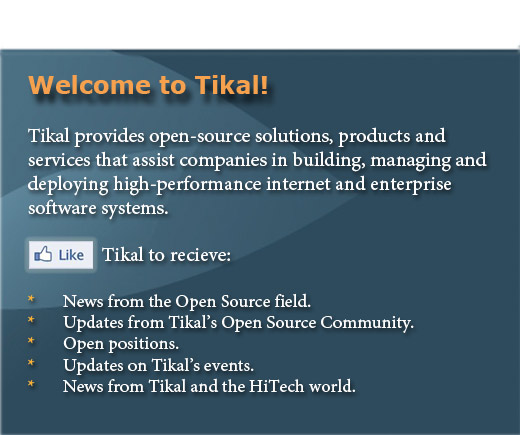 Welcome to Tikal!
Tikal provides open-source solutions, products and
services that assist companies in building, managing and
deploying high-performance internet and enterprise
software systems.
Like Tikal to recieve:
* News from the Open Source field.
* Updates from Tikal's Open Source Community.
* Open positions.
* Updates on Tikal's events.
* News from Tikal and the HiTech world.